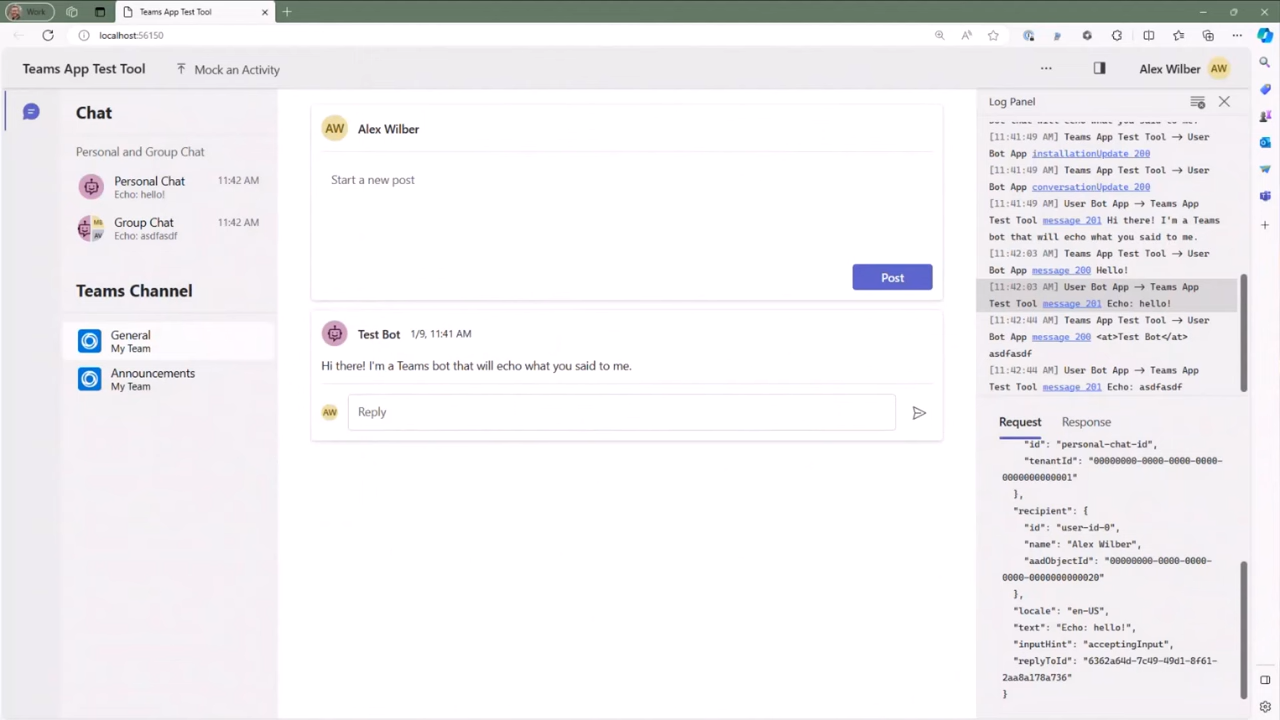 Work
Teams App Test Tool
localhost:56150
Teams App Test Tool
Mock an Activity
Alex Wilber
AW
Chat
Personal and Group Chat
Personal Chat
11:42 AM
Echo: hello!
Group Chat
11:42 AM
Echo: asdfasdf
Teams Channel
General
My Team
Announcements
My Team
AW
Alex Wilber
Start a new post
Post
Test Bot
1/9, 11:41 AM
Hi there! I'm a Teams bot that will echo what you said to me.
AW
Reply
Log Panel
bot that will echo what you said to me.
[11:41:49 AM] Teams App Test Tool → User
Bot App installationUpdate 200
[11:41:49 AM] Teams App Test Tool → User
Bot App conversationUpdate 200
[11:41:49 AM] User Bot App → Teams App
Test Tool message 201 Hi there! I'm a Teams
bot that will echo what you said to me.
[11:42:03 AM] Teams App Test Tool → User
Bot App message 200 Hello!
[11:42:03 AM] User Bot App → Teams App
Test Tool message 201 Echo: hello!
[11:42:44 AM] Teams App Test Tool → User
Bot App message 200 <at>Test Bot</at>
asdfasdf
[11:42:44 AM] User Bot App → Teams App
Test Tool message 201 Echo: asdfasdf
Request
Response
"id": "personal-chat-id",
"tenantId": "00000000-0000-0000-0000-
0000000000001"
},
"recipient": {
"id": "user-id-0",
"name": "Alex Wilber",
"aadObjectId": "00000000-0000-0000-
0000-0000000000020"
},
"locale": "en-US",
"text": "Echo: hello!",
"inputHint": "acceptingInput",
"replyToId": "6362a64d-7c49-49d1-8f61-
2aa8a178a736"
}